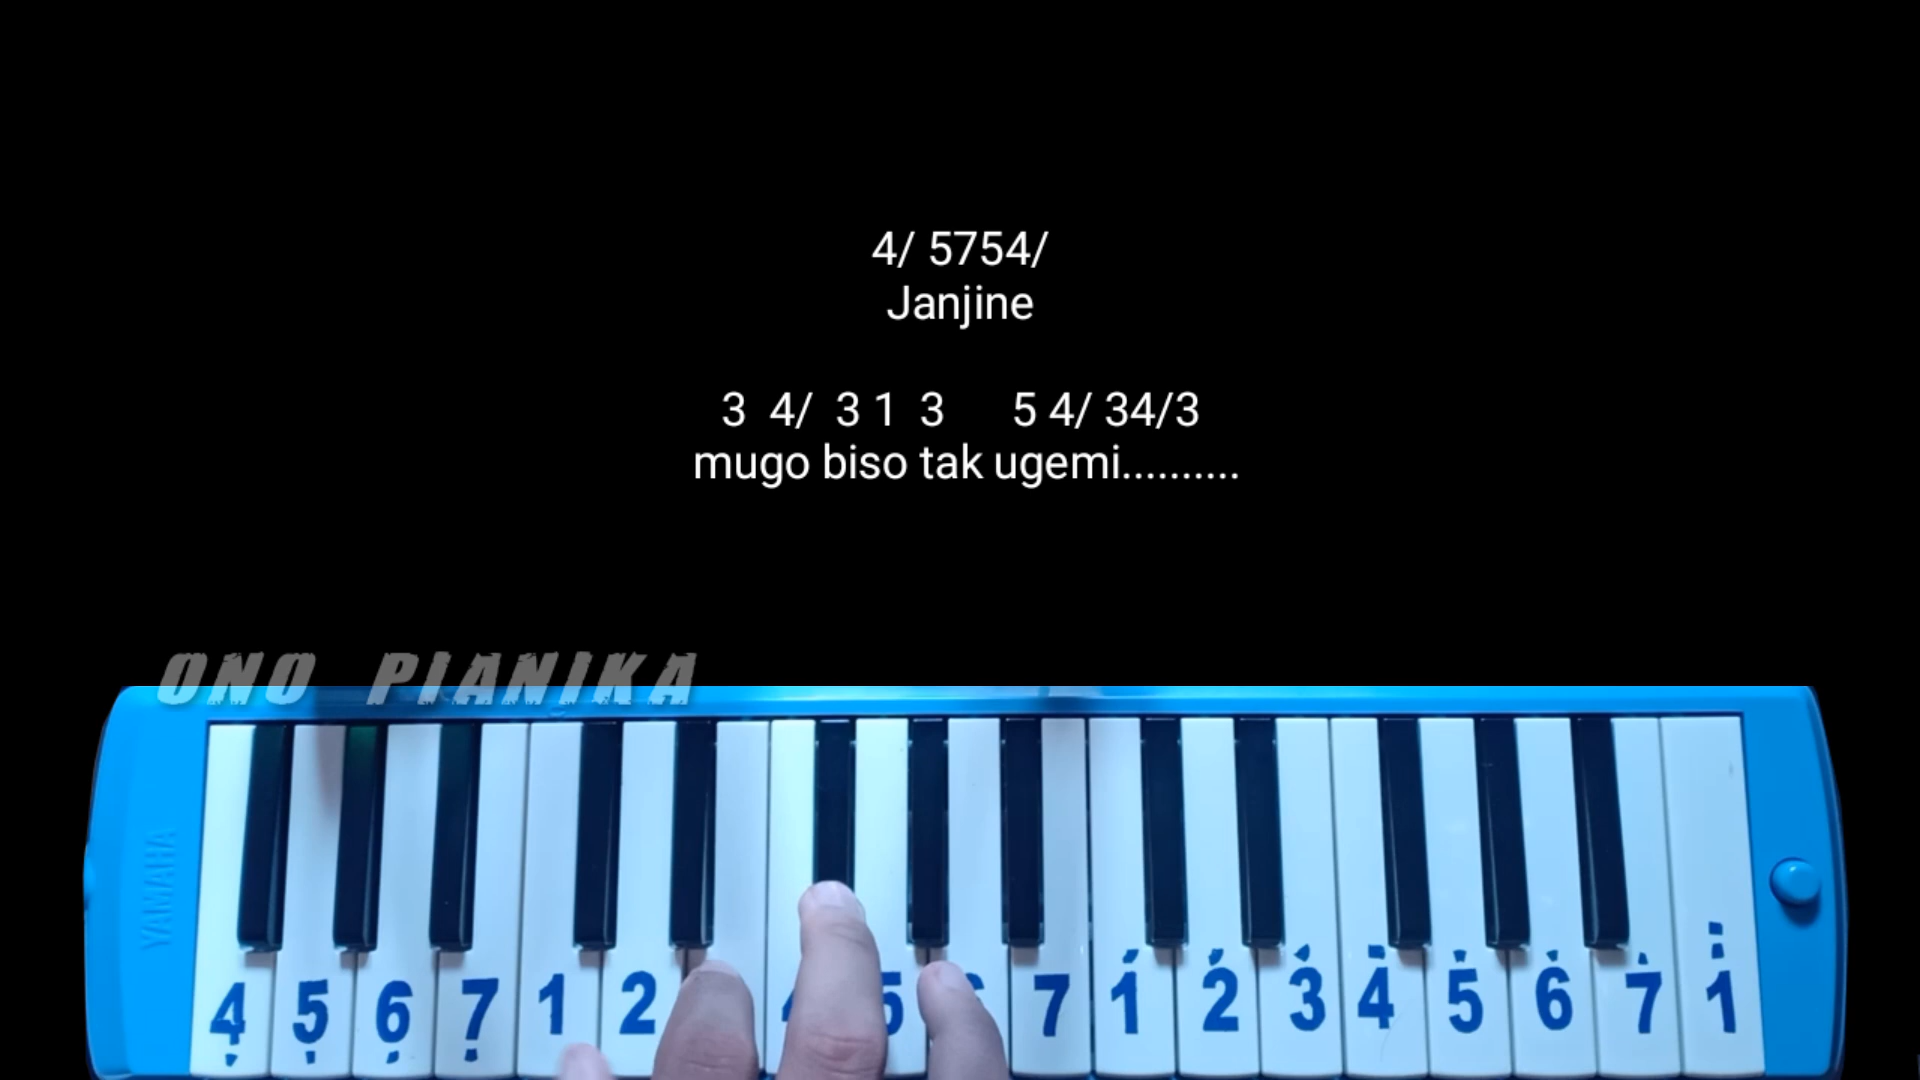 4/ 5754/
Janjine
3 4/ 3 1 3 5 4/ 34/3
mugo biso tak ugemi..........
ONO PIANIKA
YAMAHA
4 5 6 7 1 2 5 7 1 2 3 4 5 6 7 1